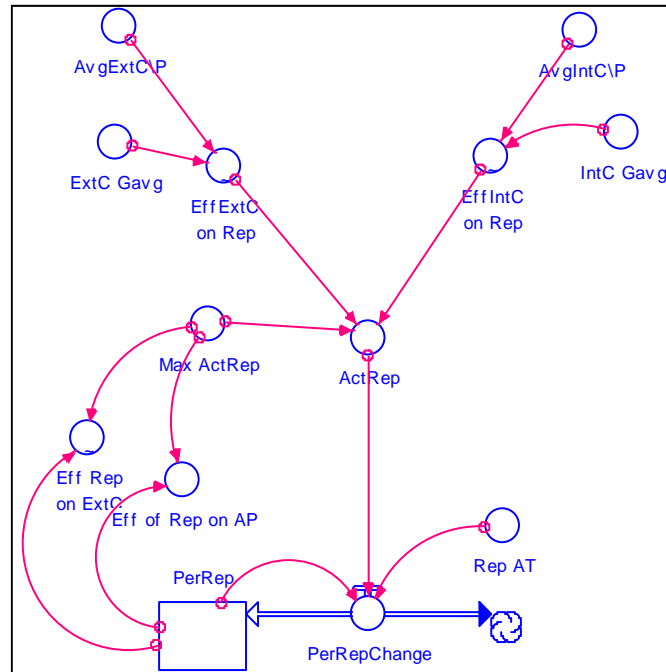 AvgExtC\P
AvgIntC\P
ExtC Gavg
IntC Gavg
EffExtC
on Rep
EffIntC
on Rep
Max ActRep
ActRep
Eff Rep
on ExtC
Eff of Rep on AP
Rep AT
PerRep
PerRepChange